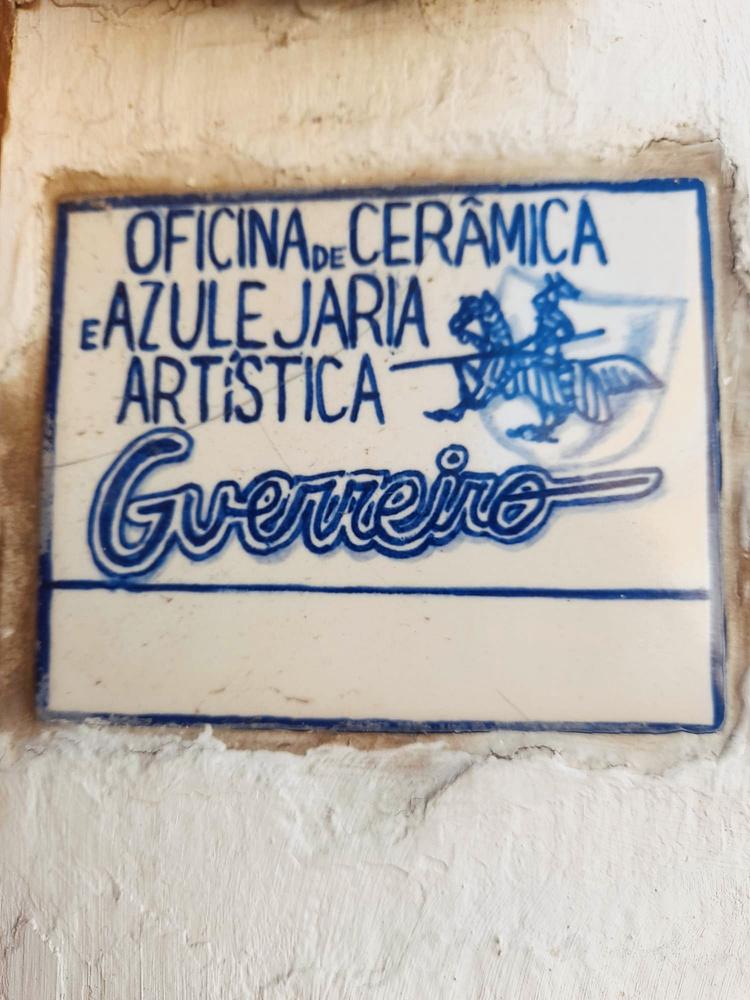 OFICINA DE CERÂMICA
E AZULEJARIA
ARTÍSTICA
Guerreiro